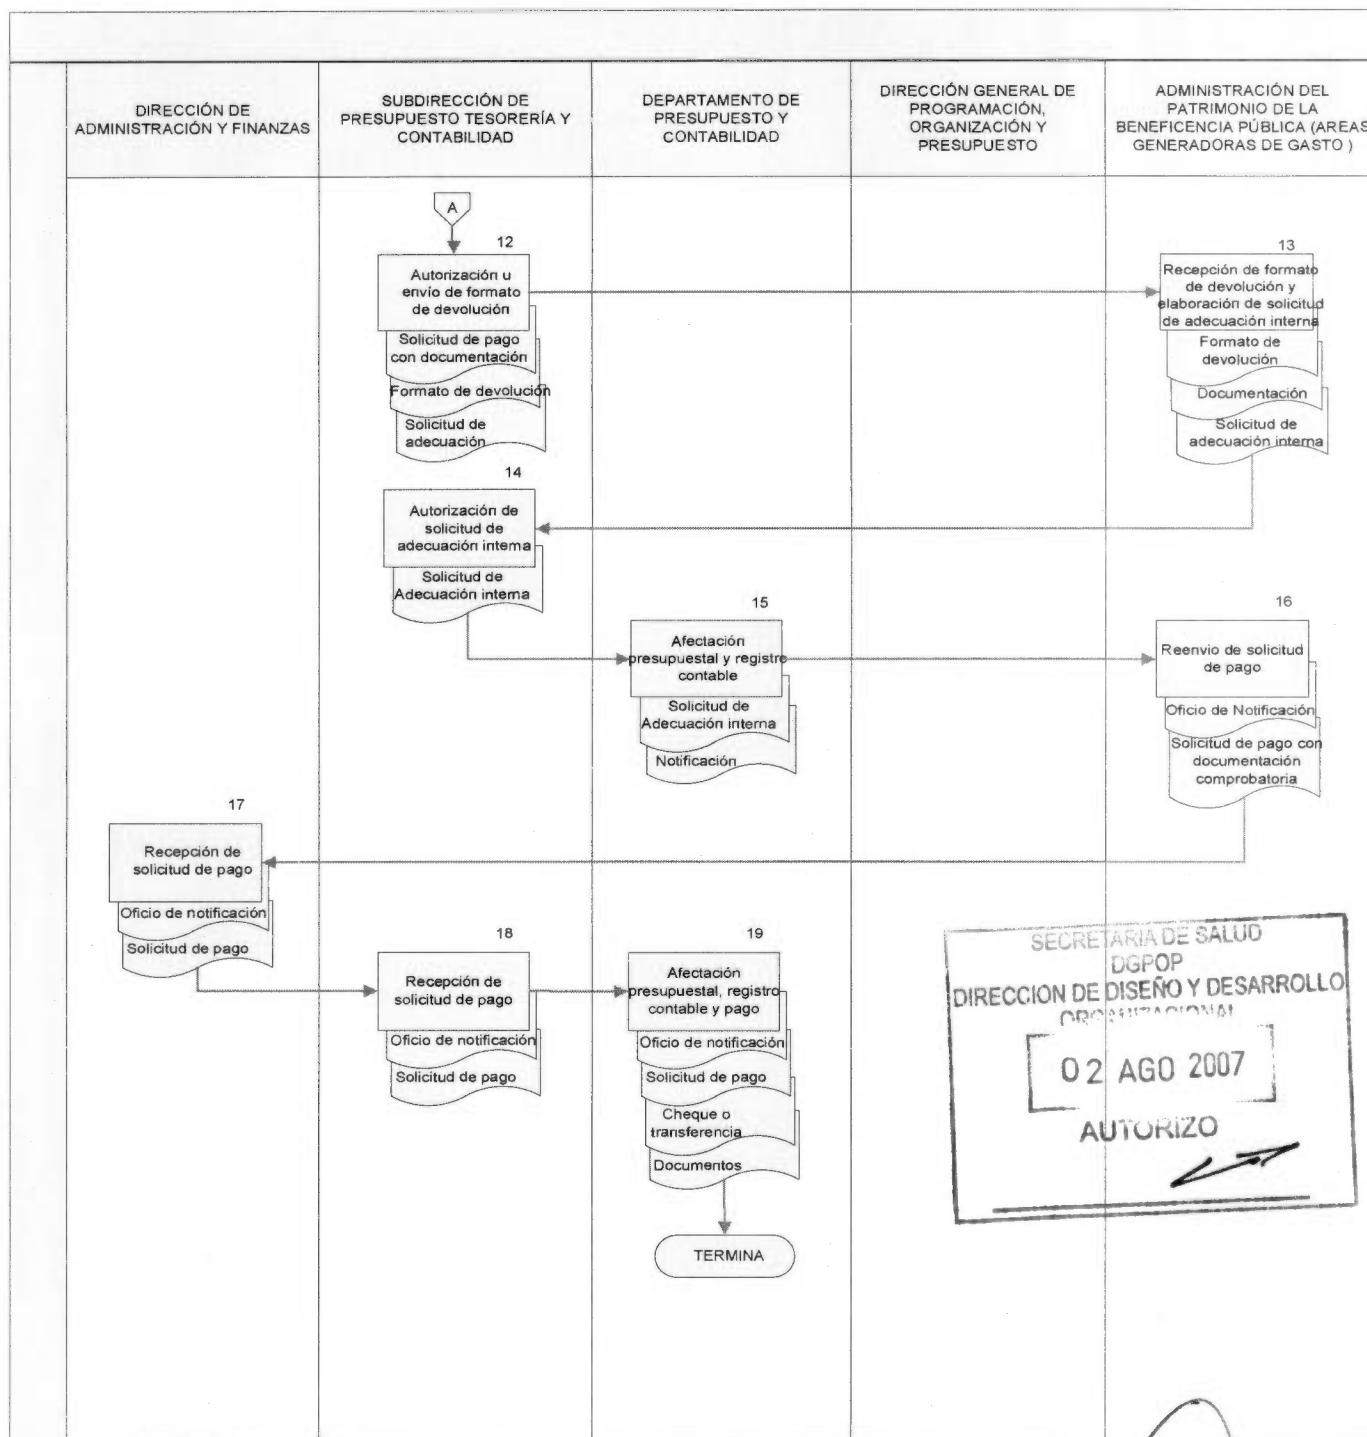 DIRECCIÓN DE
ADMINISTRACIÓN Y FINANZAS
SUBDIRECCIÓN DE
PRESUPUESTO TESORERÍA Y
CONTABILIDAD
DEPARTAMENTO DE
PRESUPUESTO Y
CONTABILIDAD
DIRECCIÓN GENERAL DE
PROGRAMACIÓN,
ORGANIZACIÓN Y
PRESUPUESTO
ADMINISTRACIÓN DEL
PATRIMONIO DE LA
BENEFICENCIA PÚBLICA (AREAS
GENERADORAS DE GASTO )
A
12
Autorización u
envío de formato
de devolución
Solicitud de pago
con documentación
Formato de devolución
Solicitud de
adecuación
13
Recepción de formato
de devolución y
elaboración de solicitud
de adecuación interna
Formato de
devolución
Documentación
Solicitud de
adecuación interna
14
Autorización de
solicitud de
adecuación interna
Solicitud de
Adecuación interna
15
Afectación
presupuestal y registro
contable
Solicitud de
Adecuación interna
Notificación
16
Reenvio de solicitud
de pago
Oficio de Notificación
Solicitud de pago con
documentación
comprobatoria
17
Recepción de
solicitud de pago
Oficio de notificación
Solicitud de pago
18
Recepción de
solicitud de pago
Oficio de notificación
Solicitud de pago
19
Afectación
presupuestal, registro
contable y pago
Oficio de notificación
Solicitud de pago
Cheque o
transferencia
Documentos
TERMINA
SECRETARIA DE SALUD
DGPOP
DIRECCION DE DISEÑO Y DESARROLLO
ORGANIZACIONAL
02 AGO 2007
AUTORIZO